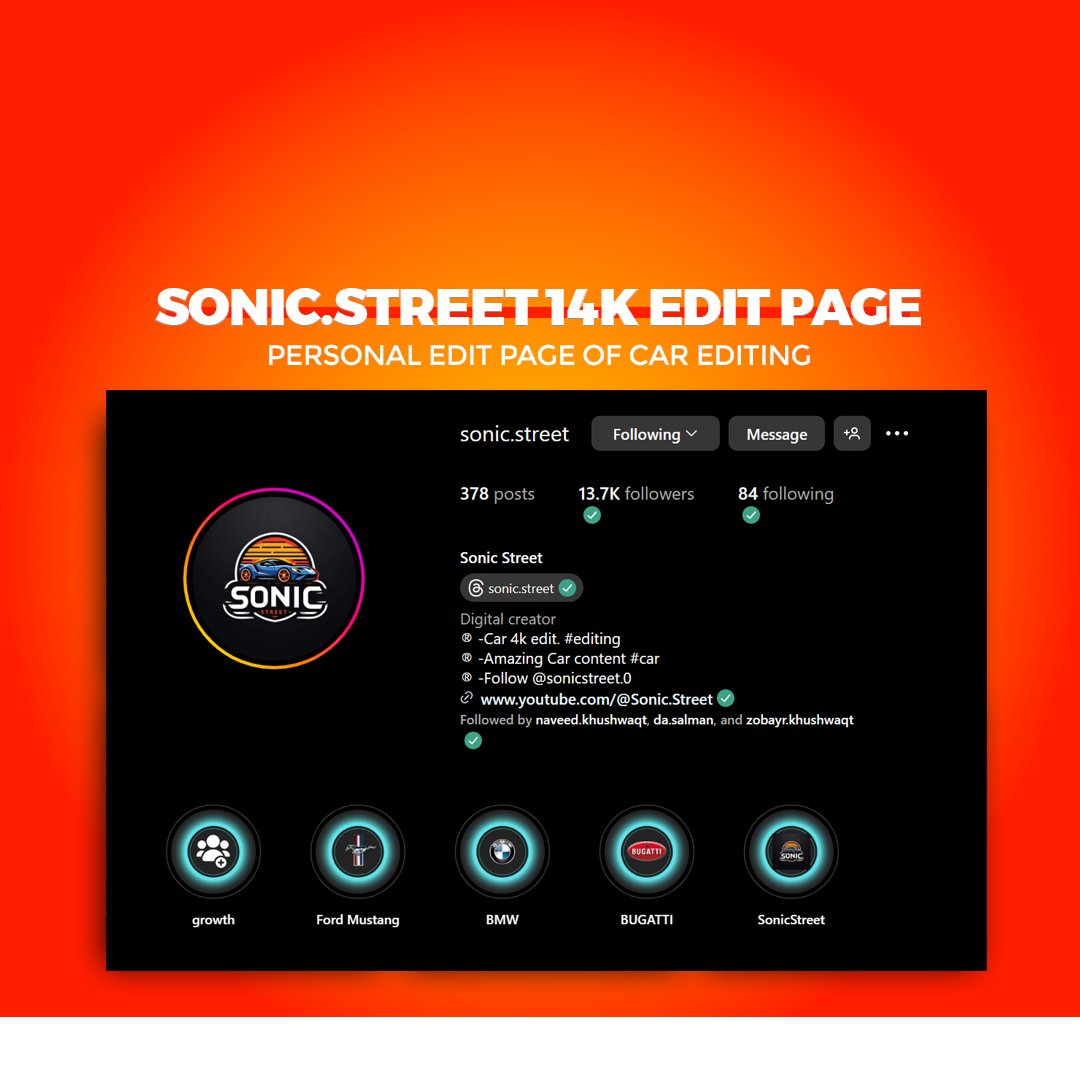 SONIC.STREET 14K EDIT PAGE
PERSONAL EDIT PAGE OF CAR EDITING
sonic.street Following Message
378 posts 13.7K followers 84 following
SONIC
STREET
Sonic Street
sonic.street
Digital creator
® -Car 4k edit. #editing
® -Amazing Car content #car
® -Follow @sonicstreet.0
www.youtube.com/@Sonic.Street
Followed by naveed.khushwaqt, da.salman, and zobayr.khushwaqt
BMW
BUGATTI
SONIC
growth Ford Mustang BMW BUGATTI SonicStreet